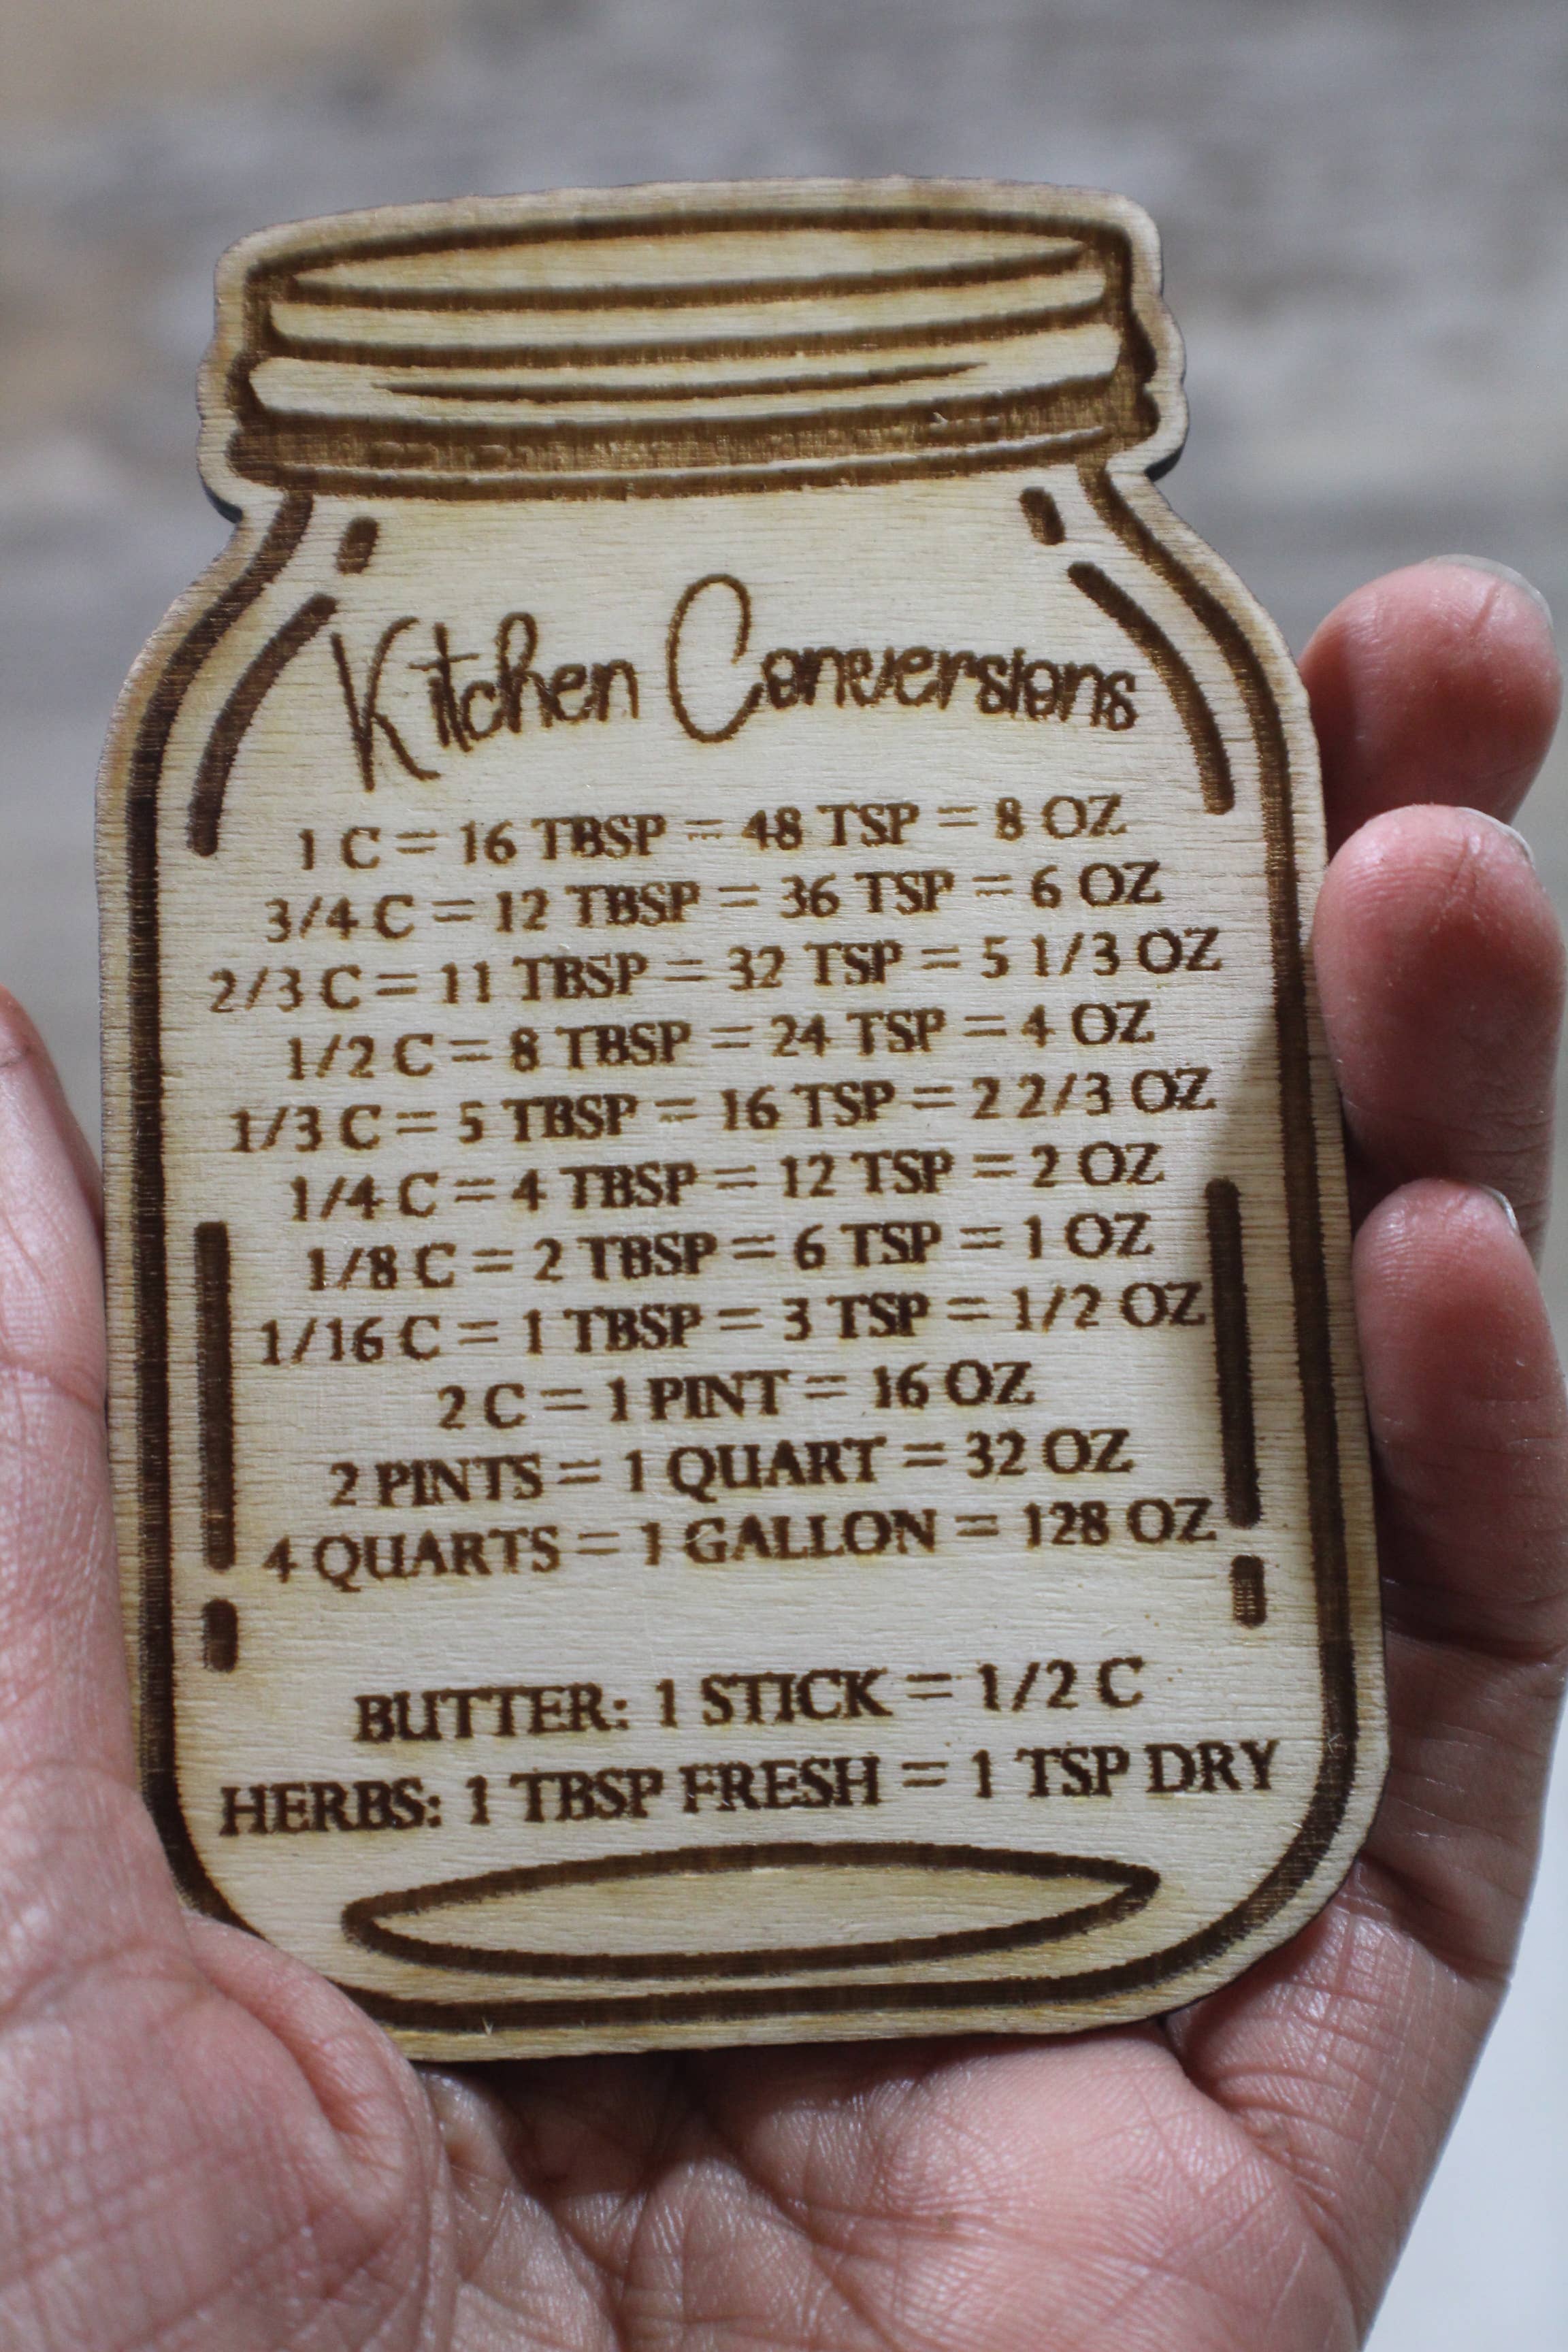 Kitchen Conversions
1 C = 16 TBSP = 48 TSP = 8 OZ
3/4 C = 12 TBSP = 36 TSP = 6 OZ
2/3 C = 11 TBSP = 32 TSP = 5 1/3 OZ
1/2 C = 8 TBSP = 24 TSP = 4 OZ
1/3 C = 5 TBSP = 16 TSP = 2 2/3 OZ
1/4 C = 4 TBSP = 12 TSP = 2 OZ
1/8 C = 2 TBSP = 6 TSP = 1 OZ
1/16 C = 1 TBSP = 3 TSP = 1/2 OZ
2 C = 1 PINT = 16 OZ
2 PINTS = 1 QUART = 32 OZ
4 QUARTS = 1 GALLON = 128 OZ
BUTTER: 1 STICK = 1/2 C
HERBS: 1 TBSP FRESH = 1 TSP DRY